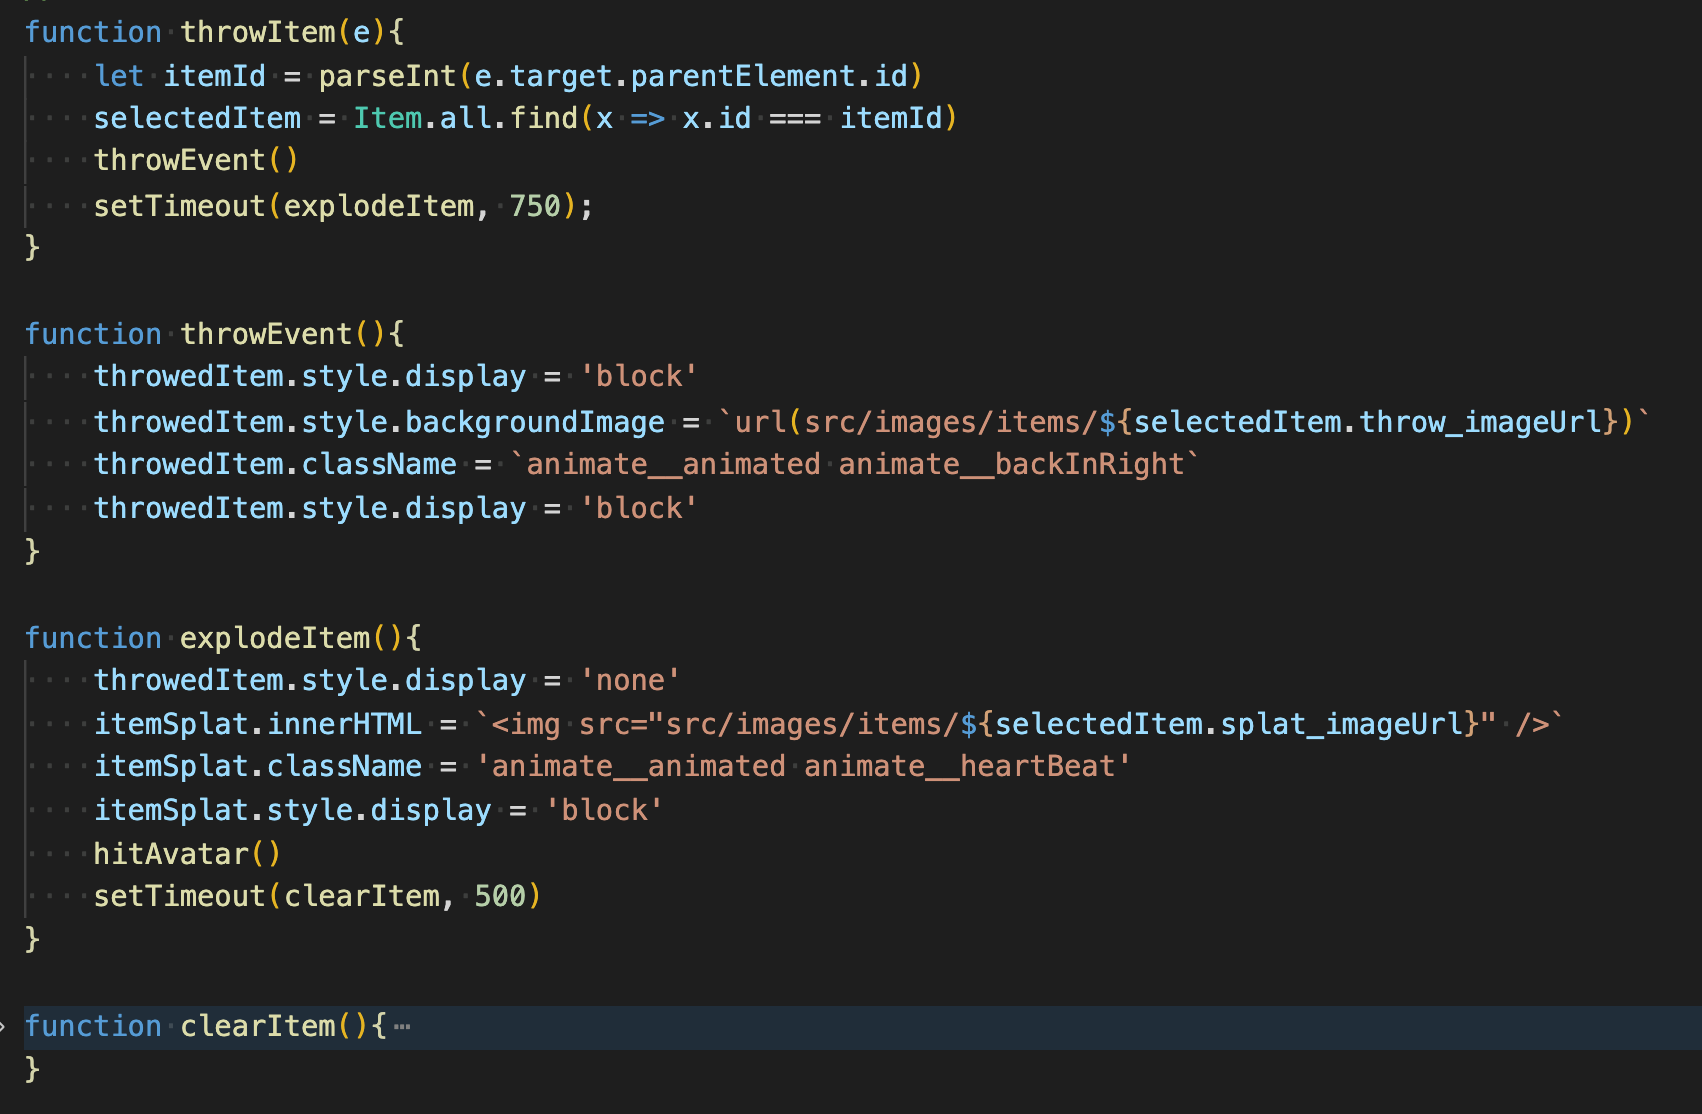 function throwItem(e){
    let itemId = parseInt(e.target.parentElement.id)
    selectedItem = Item.all.find(x => x.id === itemId)
    throwEvent()
    setTimeout(explodeItem, 750);
}

function throwEvent(){
    throwedItem.style.display = 'block'
    throwedItem.style.backgroundImage = `url(src/images/items/${selectedItem.throw_imageUrl})`
    throwedItem.className = `animate__animated animate__backInRight`
    throwedItem.style.display = 'block'
}

function explodeItem(){
    throwedItem.style.display = 'none'
    itemSplat.innerHTML = `<img src="src/images/items/${selectedItem.splat_imageUrl}" />`
    itemSplat.className = 'animate__animated animate__heartBeat'
    itemSplat.style.display = 'block'
    hitAvatar()
    setTimeout(clearItem, 500)
}

function clearItem(){⋯
}